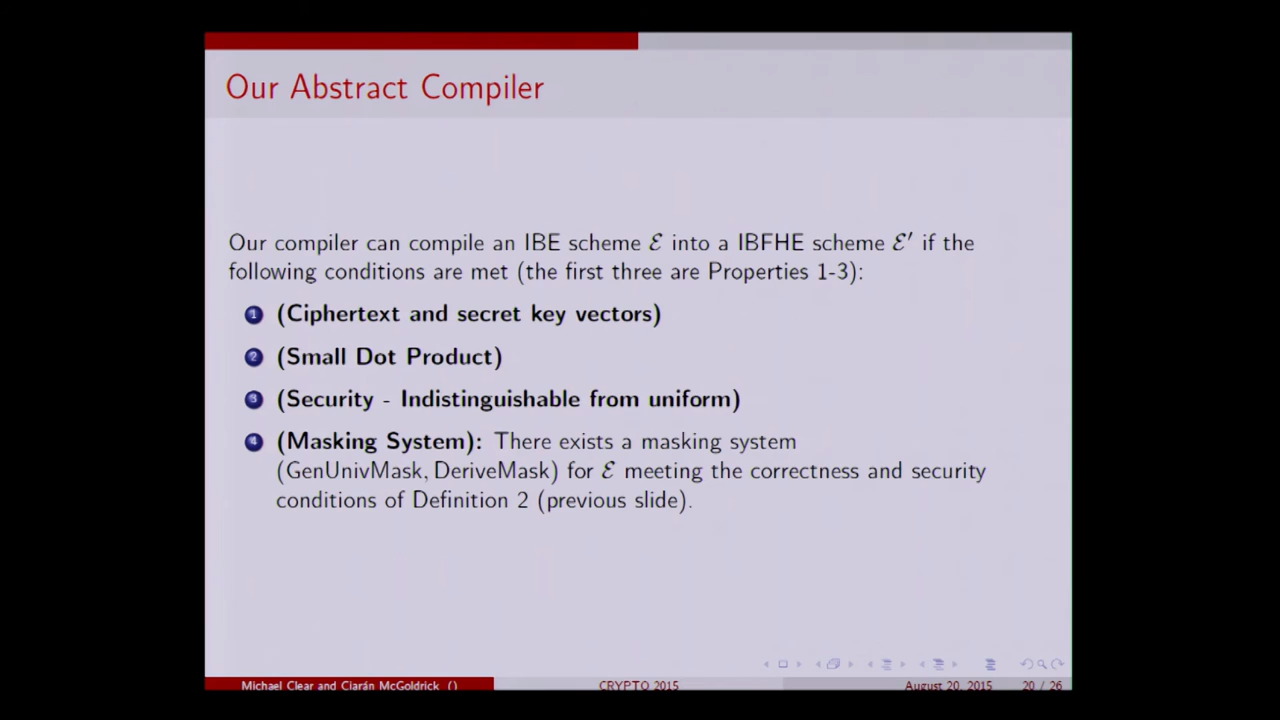 Our Abstract Compiler
Our compiler can compile an IBE scheme ℰ into a IBFHE scheme ℰ′ if the
following conditions are met (the first three are Properties 1-3):
1 (Ciphertext and secret key vectors)
2 (Small Dot Product)
3 (Security - Indistinguishable from uniform)
4 (Masking System): There exists a masking system
(GenUnivMask, DeriveMask) for ℰ meeting the correctness and security
conditions of Definition 2 (previous slide).
Michael Clear and Ciarán McGoldrick () CRYPTO 2015 August 20, 2015 20 / 26